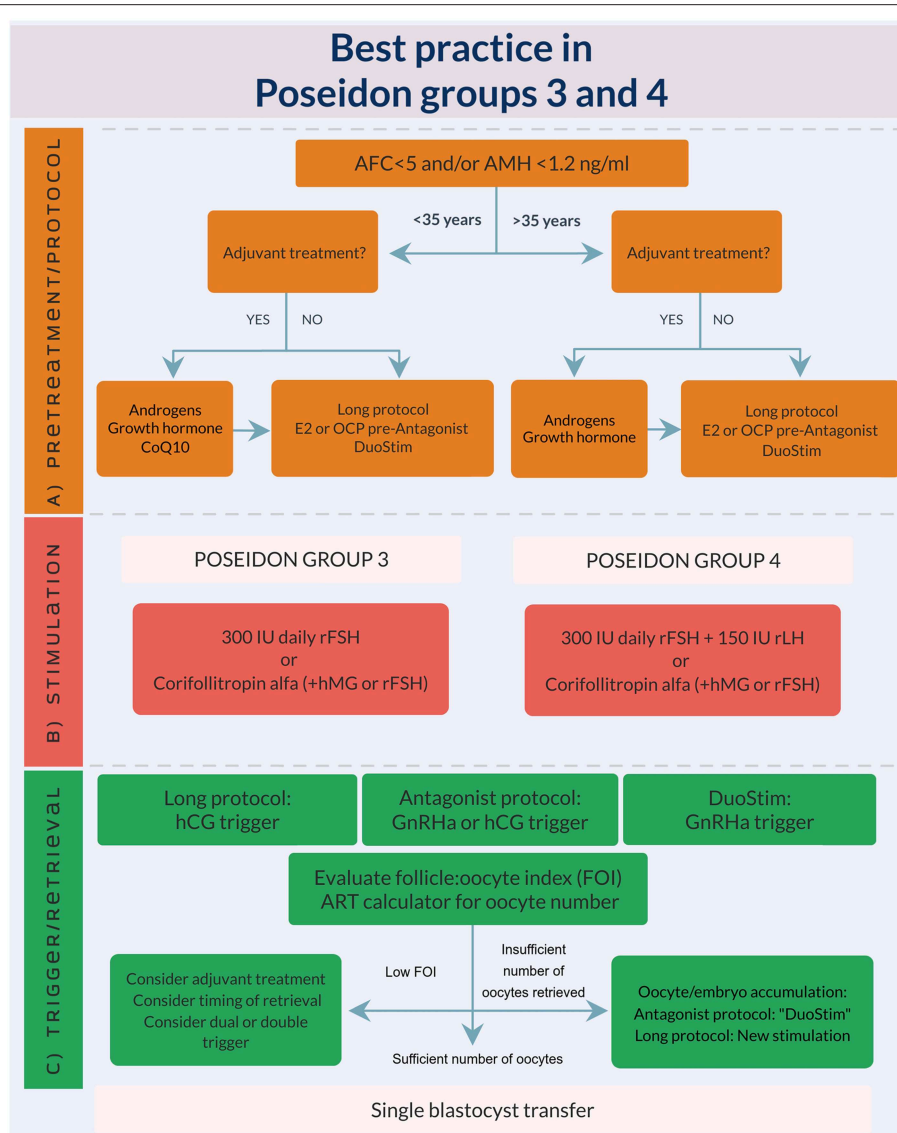 Best practice in
Poseidon groups 3 and 4
A) PRETREATMENT/PROTOCOL
AFC<5 and/or AMH <1.2 ng/ml
<35 years
>35 years
Adjuvant treatment?
Adjuvant treatment?
YES
NO
YES
NO
Androgens
Growth hormone
CoQ10
Long protocol
E2 or OCP pre-Antagonist
DuoStim
Androgens
Growth hormone
Long protocol
E2 or OCP pre-Antagonist
DuoStim
B) STIMULATION
POSEIDON GROUP 3
POSEIDON GROUP 4
300 IU daily rFSH
or
Corifollitropin alfa (+hMG or rFSH)
300 IU daily rFSH + 150 IU rLH
or
Corifollitropin alfa (+hMG or rFSH)
C) TRIGGER/RETRIEVAL
Long protocol:
hCG trigger
Antagonist protocol:
GnRHa or hCG trigger
DuoStim:
GnRHa trigger
Evaluate follicle:oocyte index (FOI)
ART calculator for oocyte number
Low FOI
Insufficient
number of
oocytes retrieved
Consider adjuvant treatment
Consider timing of retrieval
Consider dual or double
trigger
Oocyte/embryo accumulation:
Antagonist protocol: "DuoStim"
Long protocol: New stimulation
Sufficient number of oocytes
Single blastocyst transfer